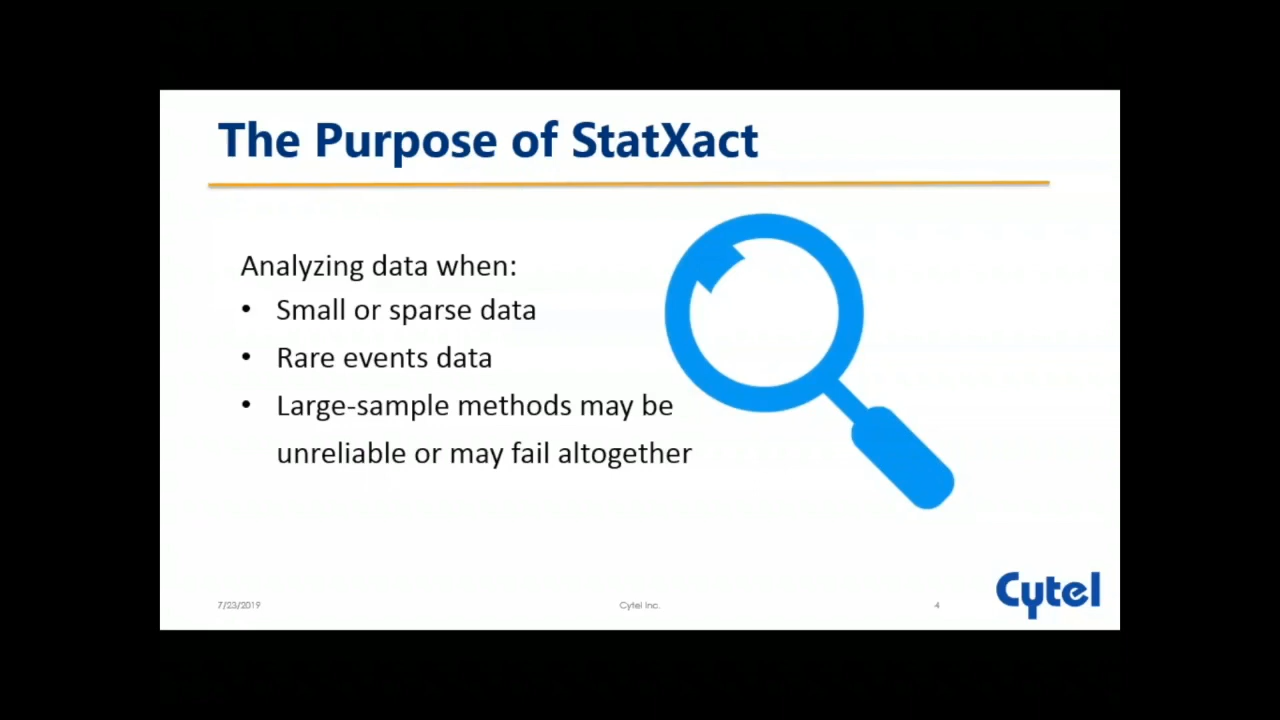 The Purpose of StatXact
Analyzing data when:
• Small or sparse data
• Rare events data
• Large-sample methods may be
unreliable or may fail altogether
7/23/2019
Cytel Inc.
4
Cytel